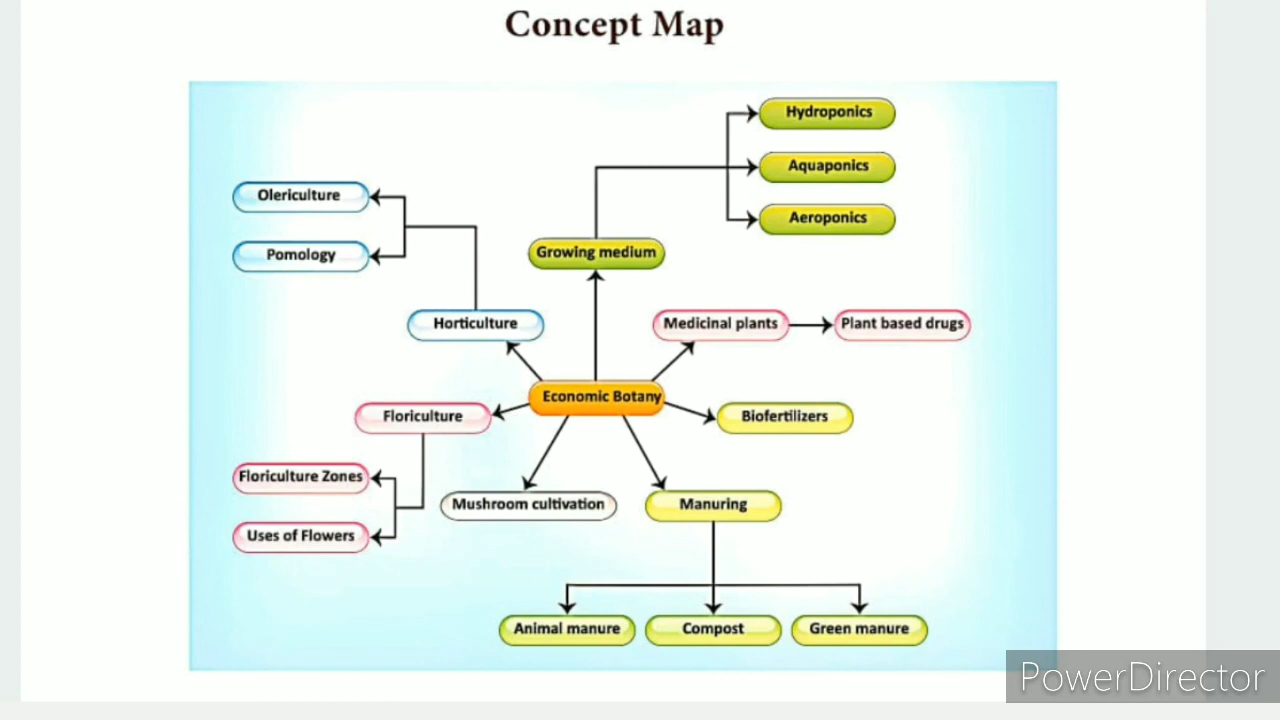 Concept Map
Hydroponics
Aquaponics
Aeroponics
Olericulture
Pomology
Growing medium
Horticulture
Medicinal plants
Plant based drugs
Economic Botany
Floriculture
Biofertilizers
Floriculture Zones
Uses of Flowers
Mushroom cultivation
Manuring
Animal manure
Compost
Green manure
PowerDirector